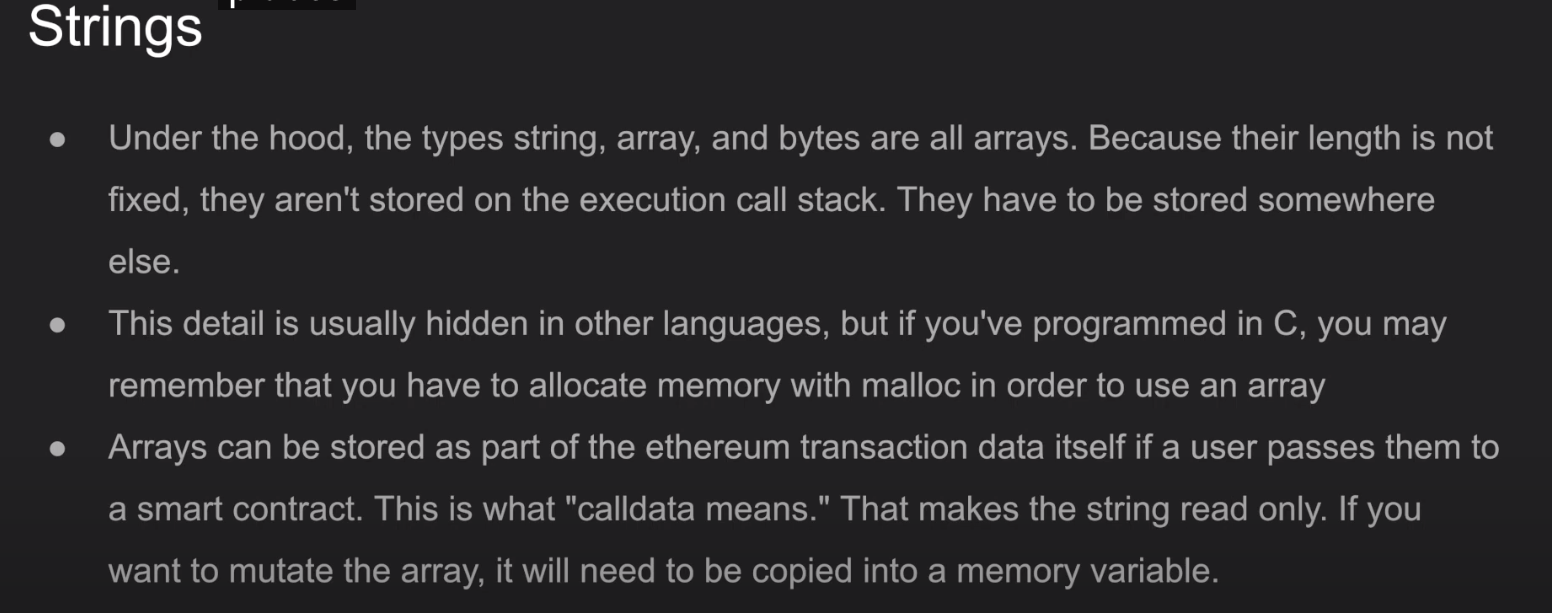 Strings
● Under the hood, the types string, array, and bytes are all arrays. Because their length is not
fixed, they aren't stored on the execution call stack. They have to be stored somewhere
else.
● This detail is usually hidden in other languages, but if you've programmed in C, you may
remember that you have to allocate memory with malloc in order to use an array
● Arrays can be stored as part of the ethereum transaction data itself if a user passes them to
a smart contract. This is what "calldata means." That makes the string read only. If you
want to mutate the array, it will need to be copied into a memory variable.